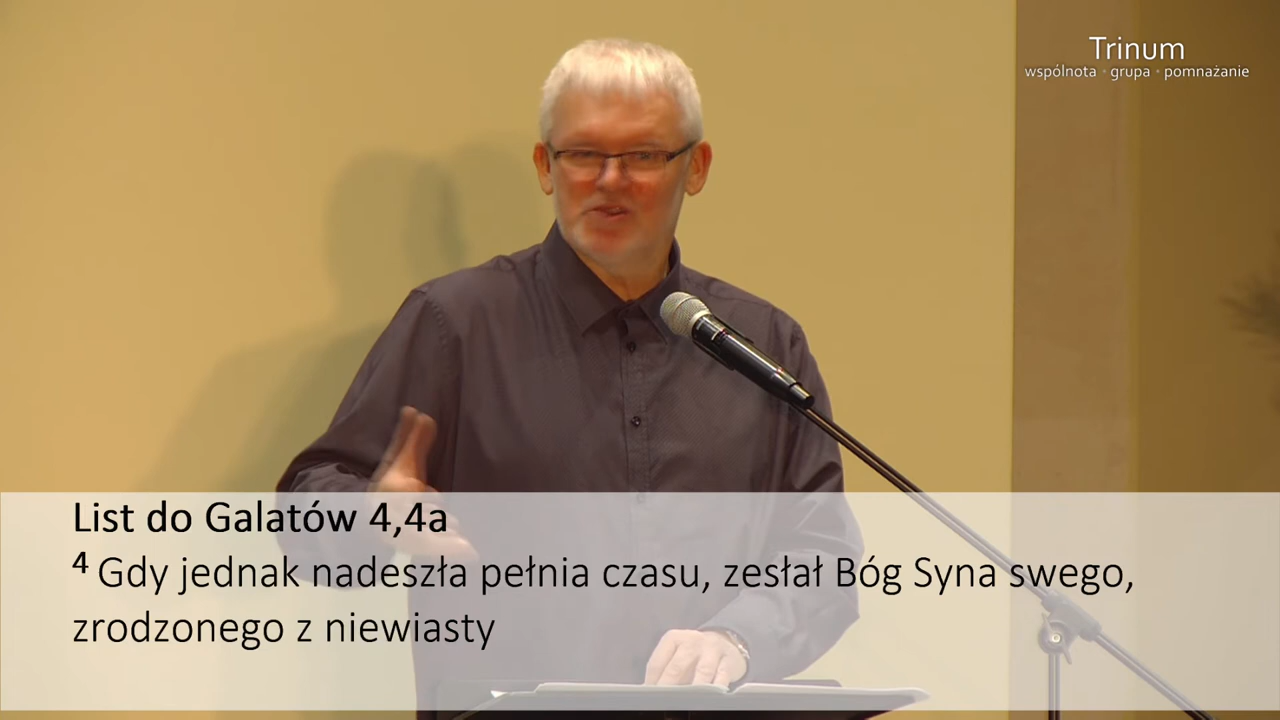 Trinum
wspólnota • grupa • pomnażanie
List do Galatów 4,4a
⁴ Gdy jednak nadeszła pełnia czasu, zesłał Bóg Syna swego,
zrodzonego z niewiasty